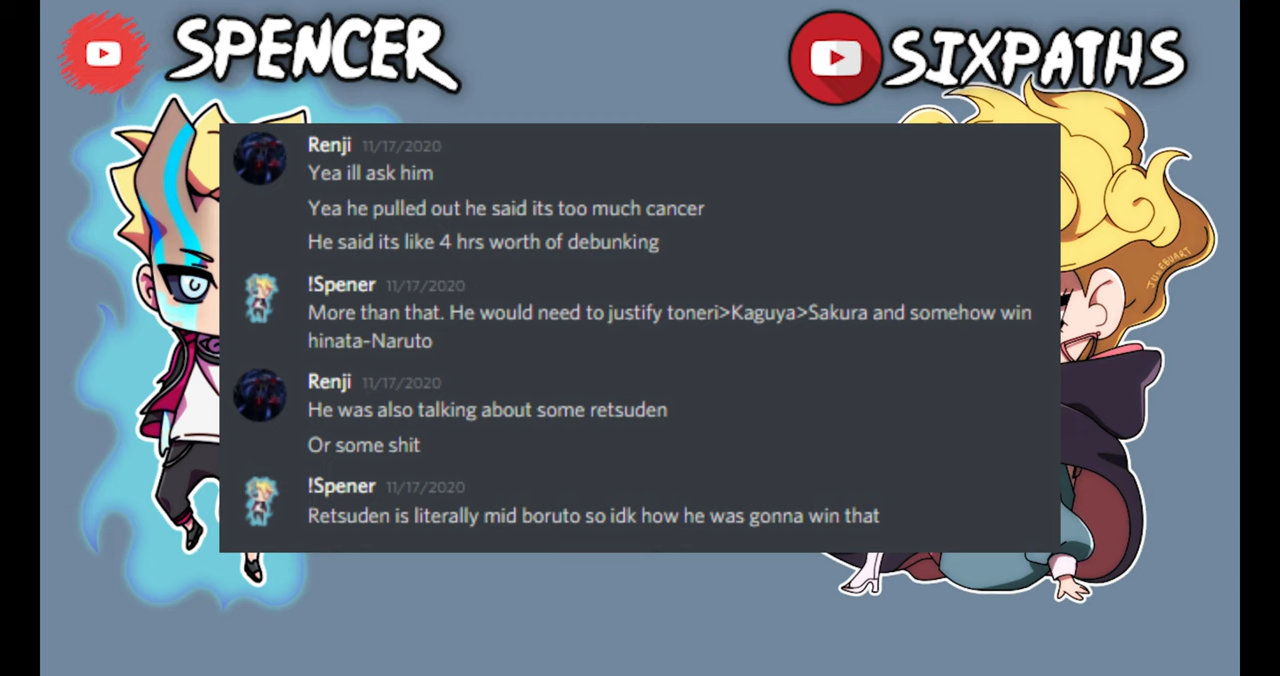 SPENCER
SIXPATHS
Renji 11/17/2020
Yea ill ask him
Yea he pulled out he said its too much cancer
He said its like 4 hrs worth of debunking
!Spener 11/17/2020
More than that. He would need to justify toneri>Kaguya>Sakura and somehow win
hinata-Naruto
Renji 11/17/2020
He was also talking about some retsuden
Or some shit
!Spener 11/17/2020
Retsuden is literally mid boruto so idk how he was gonna win that
JUNEBUART